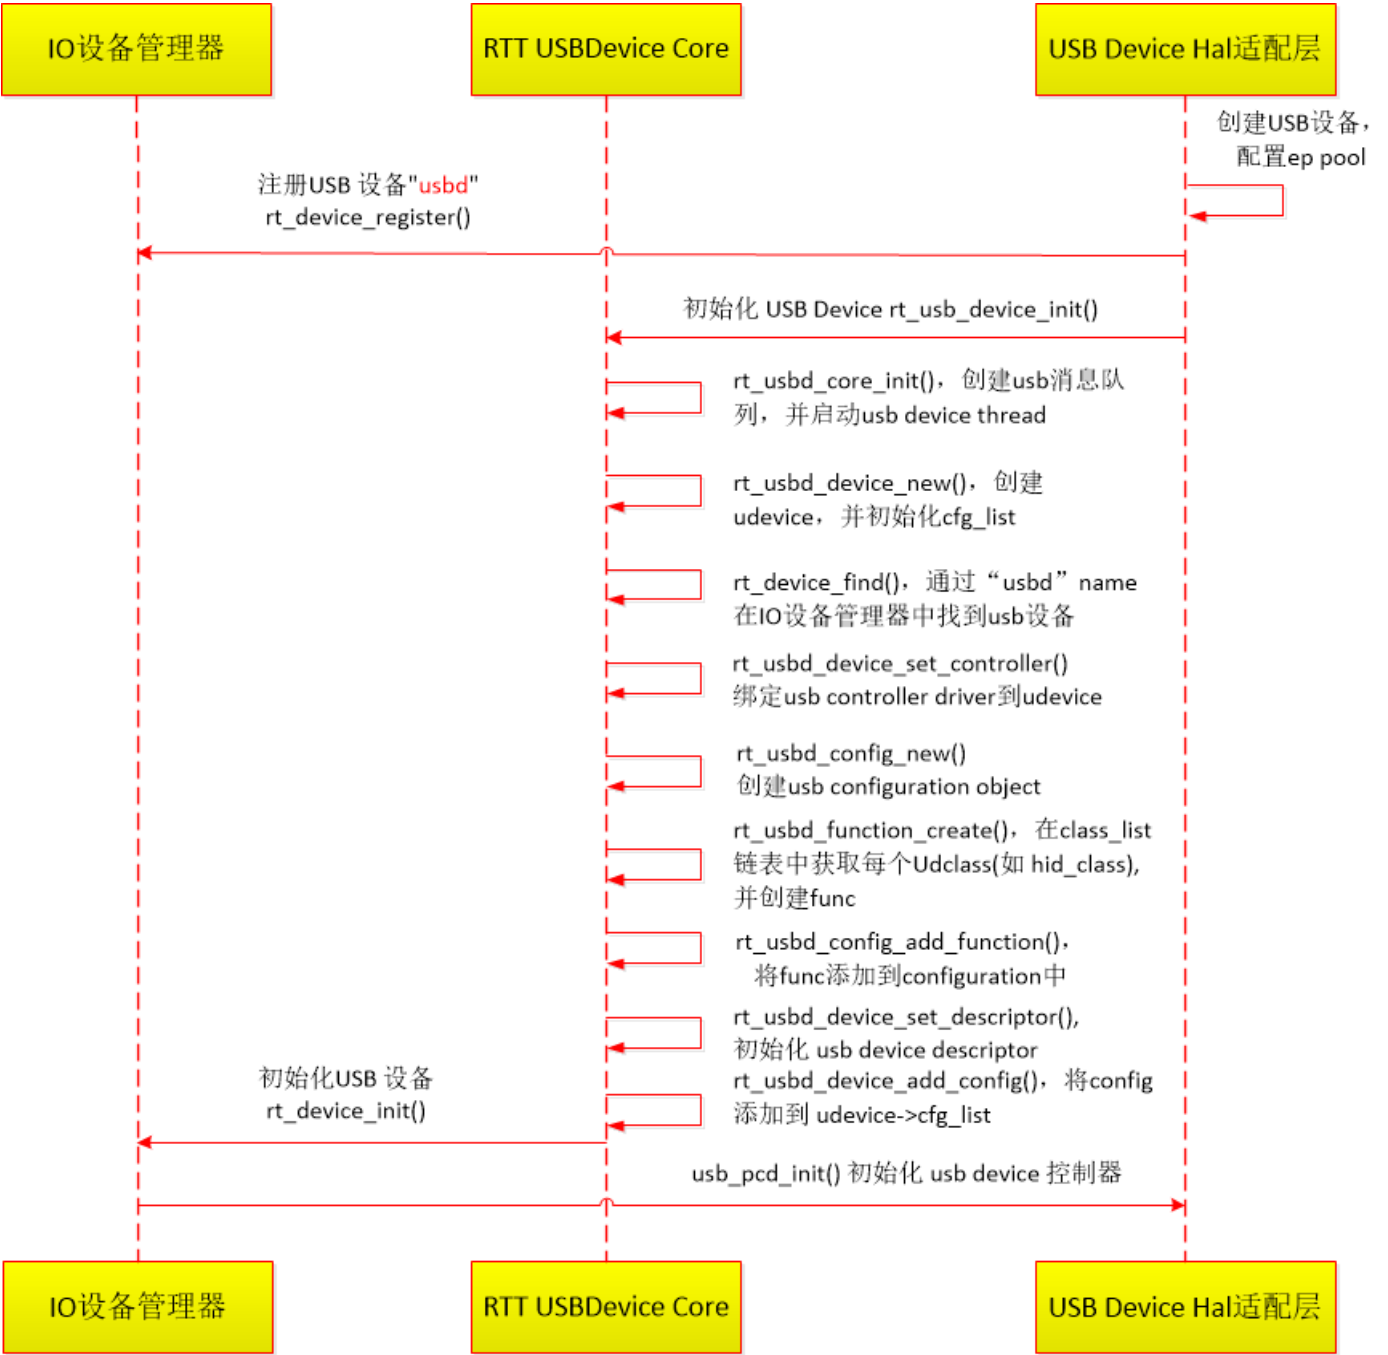 IO设备管理器
RTT USBDevice Core
USB Device Hal适配层
创建USB设备，
配置ep pool
注册USB 设备"usbd"
rt_device_register()
初始化 USB Device rt_usb_device_init()
rt_usbd_core_init()，创建usb消息队
列，并启动usb device thread
rt_usbd_device_new()，创建
udevice，并初始化cfg_list
rt_device_find()，通过“usbd”name
在IO设备管理器中找到usb设备
rt_usbd_device_set_controller()
绑定usb controller driver到udevice
rt_usbd_config_new()
创建usb configuration object
rt_usbd_function_create()，在class_list
链表中获取每个Udclass(如 hid_class),
并创建func
rt_usbd_config_add_function()，
将func添加到configuration中
rt_usbd_device_set_descriptor(),
初始化 usb device descriptor
初始化USB 设备
rt_device_init()
rt_usbd_device_add_config()，将config
添加到 udevice->cfg_list
usb_pcd_init() 初始化 usb device 控制器
IO设备管理器
RTT USBDevice Core
USB Device Hal适配层